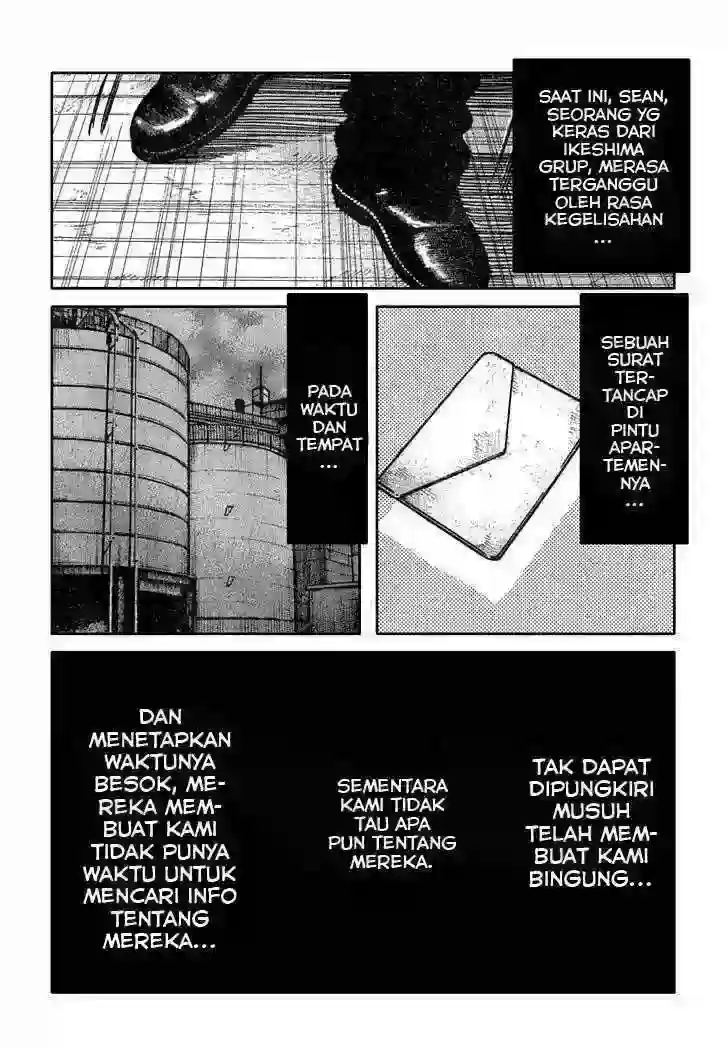 SAAT INI, SEAN,
SEORANG YG
KERAS DARI
IKESHIMA
GRUP, MERASA
TERGANGGU
OLEH RASA
KEGELISAHAN
...
SEBUAH
SURAT
TER-
TANCAP
DI
PINTU
APAR-
TEMEN-
NYA
...
PADA
WAKTU
DAN
TEMPAT
...
TAK DAPAT
DIPUNGKIRI
MUSUH
TELAH MEM-
BUAT KAMI
BINGUNG...
SEMENTARA
KAMI TIDAK
TAU APA
PUN TENTANG
MEREKA.
DAN
MENETAPKAN
WAKTUNYA
BESOK, ME-
REKA MEM-
BUAT KAMI
TIDAK PUNYA
WAKTU UNTUK
MENCARI INFO
TENTANG
MEREKA...